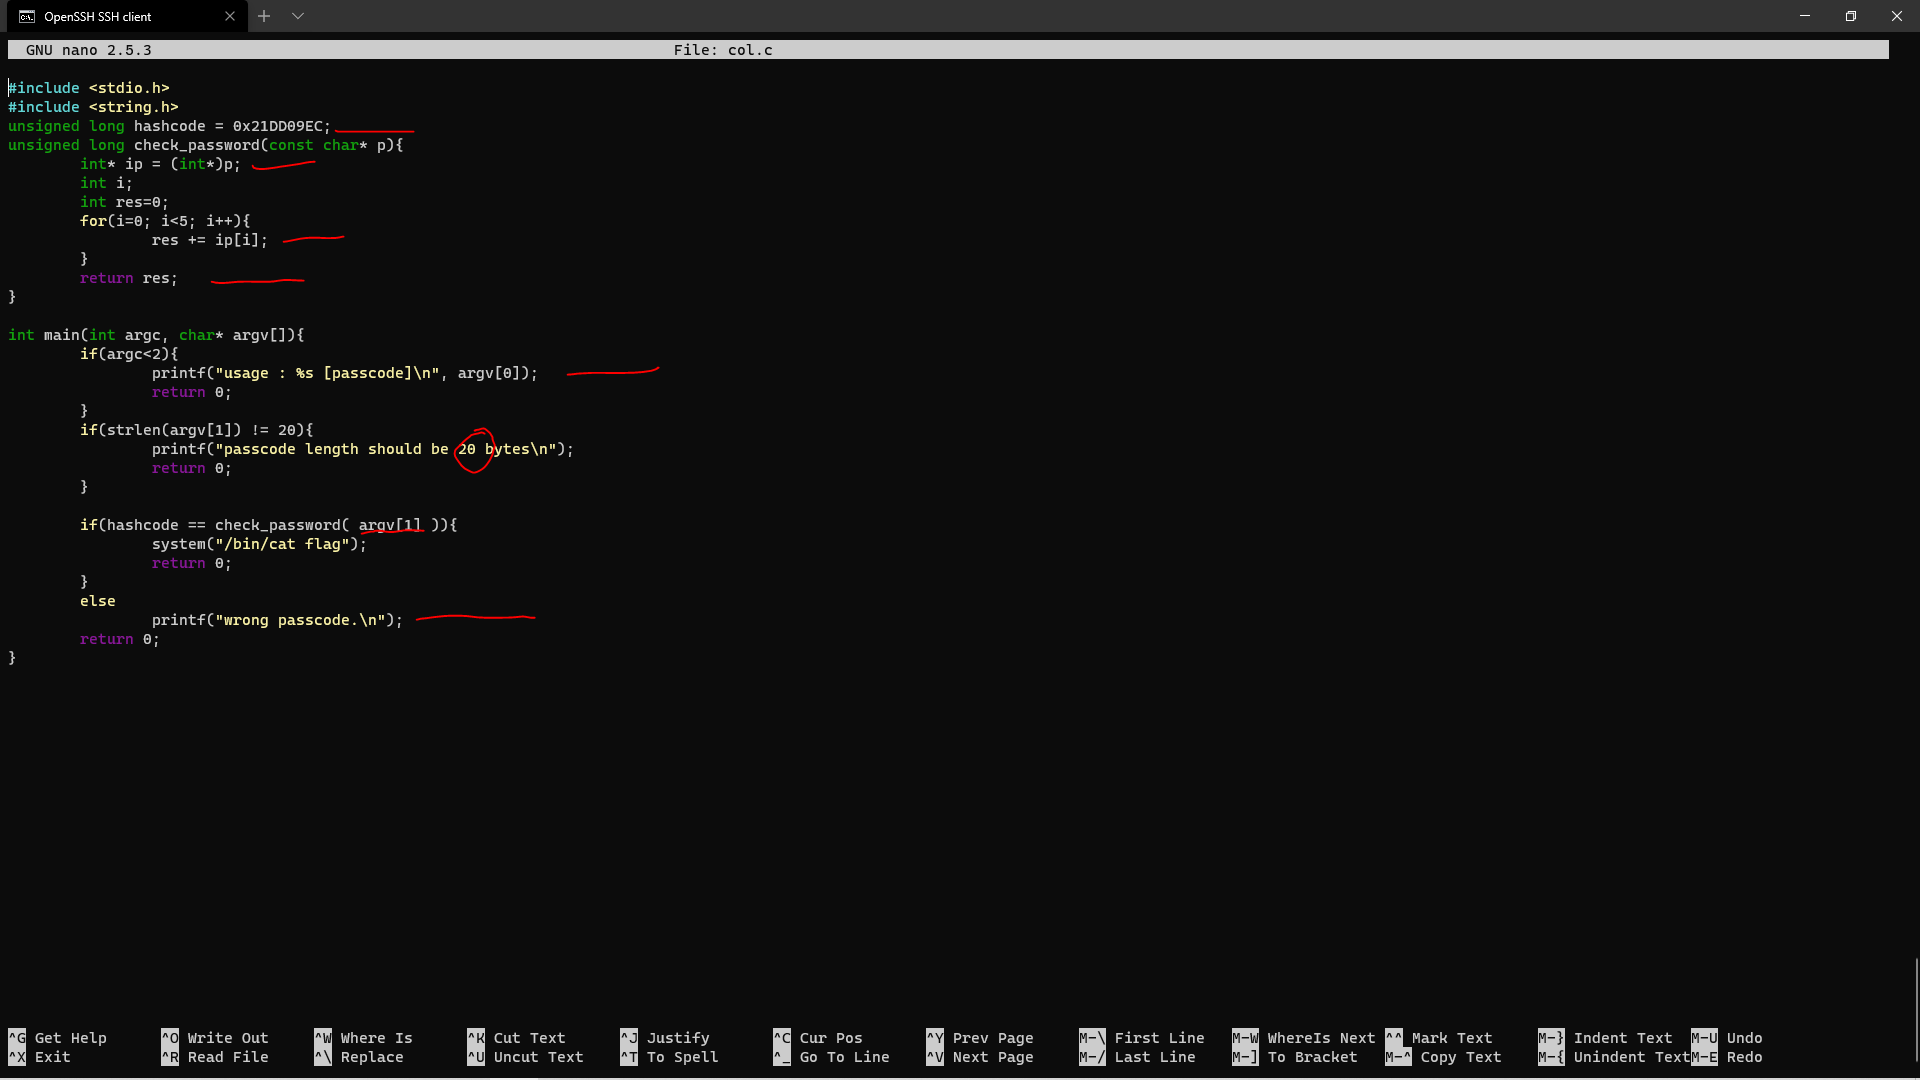 OpenSSH SSH client
GNU nano 2.5.3 File: col.c
#include <stdio.h>
#include <string.h>
unsigned long hashcode = 0x21DD09EC;
unsigned long check_password(const char* p){
        int* ip = (int*)p;
        int i;
        int res=0;
        for(i=0; i<5; i++){
                res += ip[i];
        }
        return res;
}
int main(int argc, char* argv[]){
        if(argc<2){
                printf("usage : %s [passcode]\n", argv[0]);
                return 0;
        }
        if(strlen(argv[1]) != 20){
                printf("passcode length should be 20 bytes\n");
                return 0;
        }
        if(hashcode == check_password( argv[1] )){
                system("/bin/cat flag");
                return 0;
        }
        else
                printf("wrong passcode.\n");
        return 0;
}
^G Get Help ^O Write Out ^W Where Is ^K Cut Text ^J Justify ^C Cur Pos ^Y Prev Page M-\ First Line M-W WhereIs Next ^^ Mark Text M-} Indent Text M-U Undo
^X Exit ^R Read File ^\ Replace ^U Uncut Text ^T To Spell ^_ Go To Line ^V Next Page M-/ Last Line M-] To Bracket M-^ Copy Text M-{ Unindent Text M-E Redo